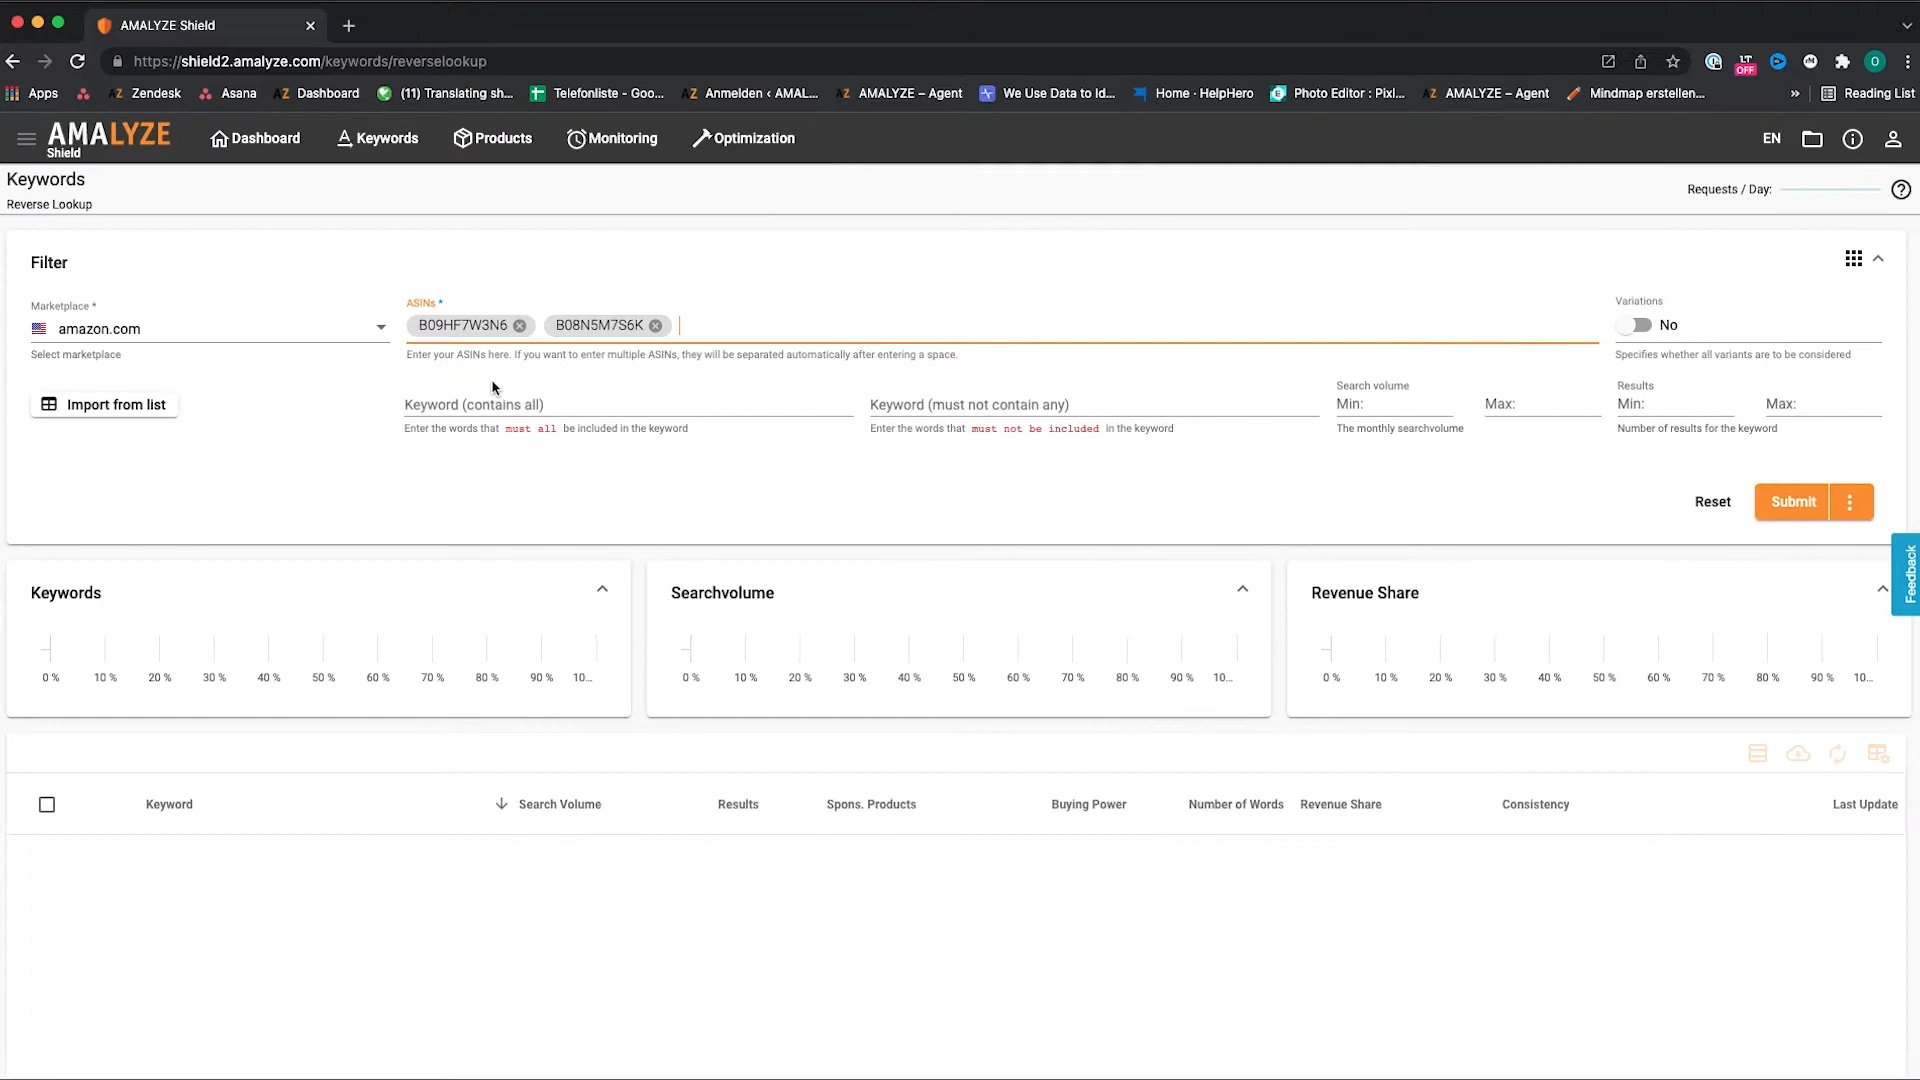 AMALYZE Shield
https://shield2.amalyze.com/keywords/reverselookup
LT
OFF
O
Apps
Zendesk
Asana
AZ Dashboard
(11) Translating sh...
Telefonliste - Goo...
AZ Anmelden ‹ AMAL...
AZ AMALYZE – Agent
We Use Data to Id...
Home · HelpHero
Photo Editor : Pixl...
AZ AMALYZE – Agent
Mindmap erstellen...
»
Reading List
AMALYZE
Shield
Dashboard
Keywords
Products
Monitoring
Optimization
EN
Keywords
Reverse Lookup
Requests / Day:
Filter
Marketplace *
amazon.com
Select marketplace
ASINs *
B09HF7W3N6
B08N5M7S6K
Enter your ASINs here. If you want to enter multiple ASINs, they will be separated automatically after entering a space.
Variations
No
Specifies whether all variants are to be considered
Import from list
Keyword (contains all)
Enter the words that must all be included in the keyword
Keyword (must not contain any)
Enter the words that must not be included in the keyword
Search volume
Min:
Max:
The monthly searchvolume
Results
Min:
Max:
Number of results for the keyword
Reset
Submit
Feedback
Keywords
0 % 10 % 20 % 30 % 40 % 50 % 60 % 70 % 80 % 90 % 10...
Searchvolume
0 % 10 % 20 % 30 % 40 % 50 % 60 % 70 % 80 % 90 % 10...
Revenue Share
0 % 10 % 20 % 30 % 40 % 50 % 60 % 70 % 80 % 90 % 10...
Keyword
Search Volume
Results
Spons. Products
Buying Power
Number of Words
Revenue Share
Consistency
Last Update